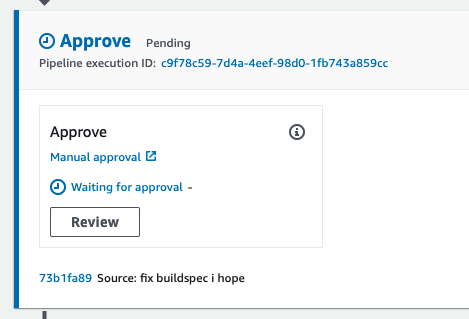 Approve Pending
Pipeline execution ID: c9f78c59-7d4a-4eef-98d0-1fb743a859cc
Approve
Manual approval
Waiting for approval -
Review
73b1fa89 Source: fix buildspec i hope